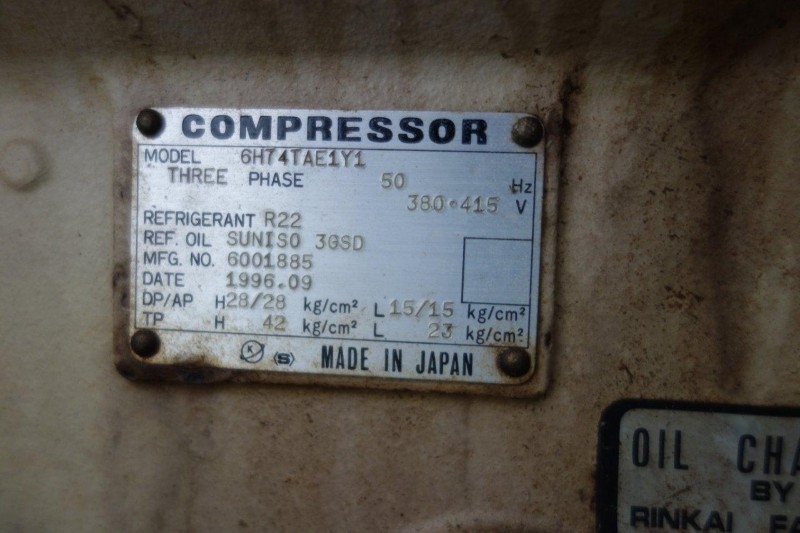 COMPRESSOR
MODEL 6H74TAE1Y1
THREE PHASE 50 Hz
380·415 V
REFRIGERANT R22
REF. OIL SUNISO 3GSD
MFG. NO. 6001885
DATE 1996.09
DP/AP H 28/28 kg/cm² L 15/15 kg/cm²
TP H 42 kg/cm² L 23 kg/cm²
K (S) MADE IN JAPAN
OIL CHA
BY
RINKAI FA